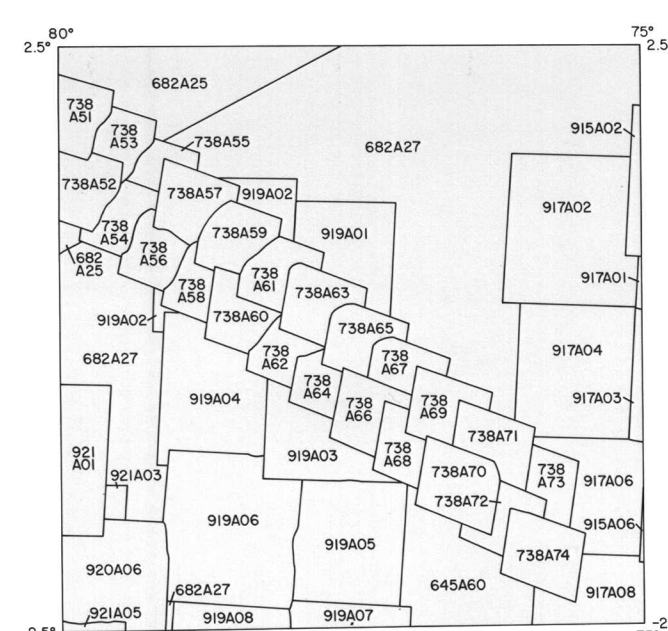 80° 75°
2.5° 2.5
682A25
738
A51
738
A53
738A55
915A02
682A27
738A52
738A57
919A02
917A02
738
A54
738A59
919A01
738
A56
682
A25
738
A61
917A01
738
A58
738A63
919A02
738A60
738A65
682A27
738
A62
738
A67
917A04
738
A64
919A04
917A03
738
A66
738
A69
738A71
921
A01
919A03
738
A68
921A03
738A70
738
A73
917A06
738A72
919A06
915A06
919A05
738A74
920A06
645A60
682A27
917A08
921A05
919A08
919A07